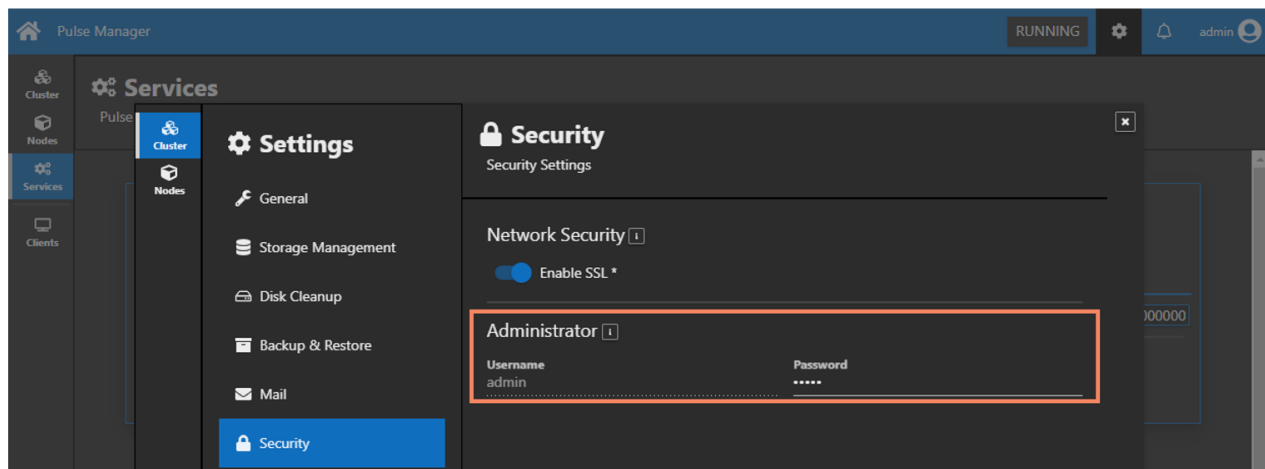 Pulse Manager
RUNNING
admin
Cluster
Nodes
Services
Clients
Services
Pulse
Cluster
Nodes
Settings
General
Storage Management
Disk Cleanup
Backup & Restore
Mail
Security
Security
Security Settings
Network Security
Enable SSL *
Administrator
Username
admin
Password
•••••
000000